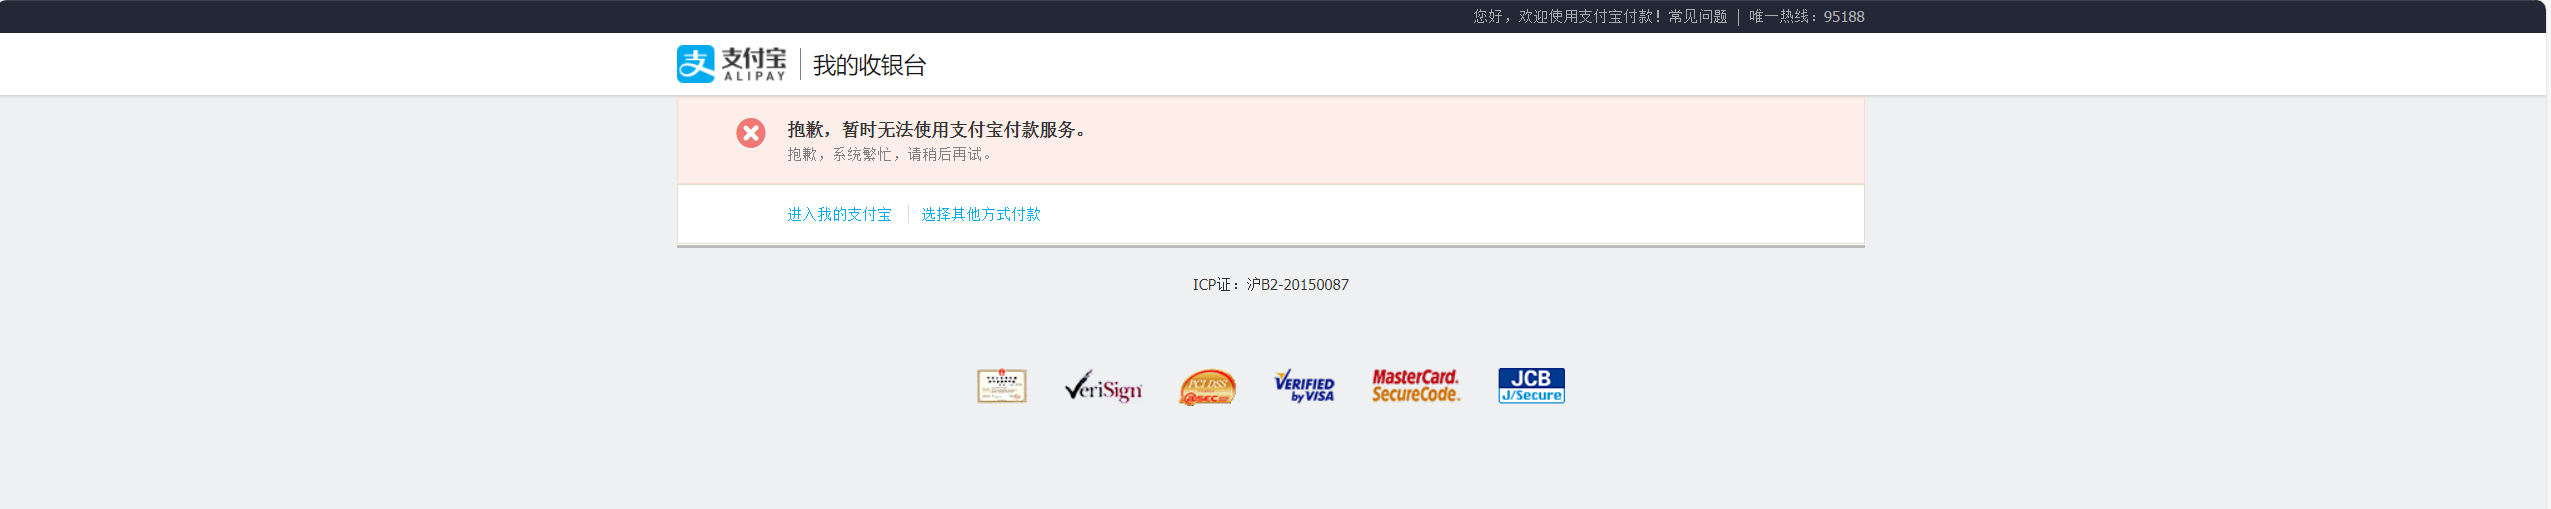 您好，欢迎使用支付宝付款！常见问题 | 唯一热线：95188
支付宝 ALIPAY | 我的收银台
抱歉，暂时无法使用支付宝付款服务。
抱歉，系统繁忙，请稍后再试。
进入我的支付宝 | 选择其他方式付款
ICP证：沪B2-20150087
VeriSign PCI DSS @SEC VERIFIED by VISA MasterCard. SecureCode. JCB J/Secure